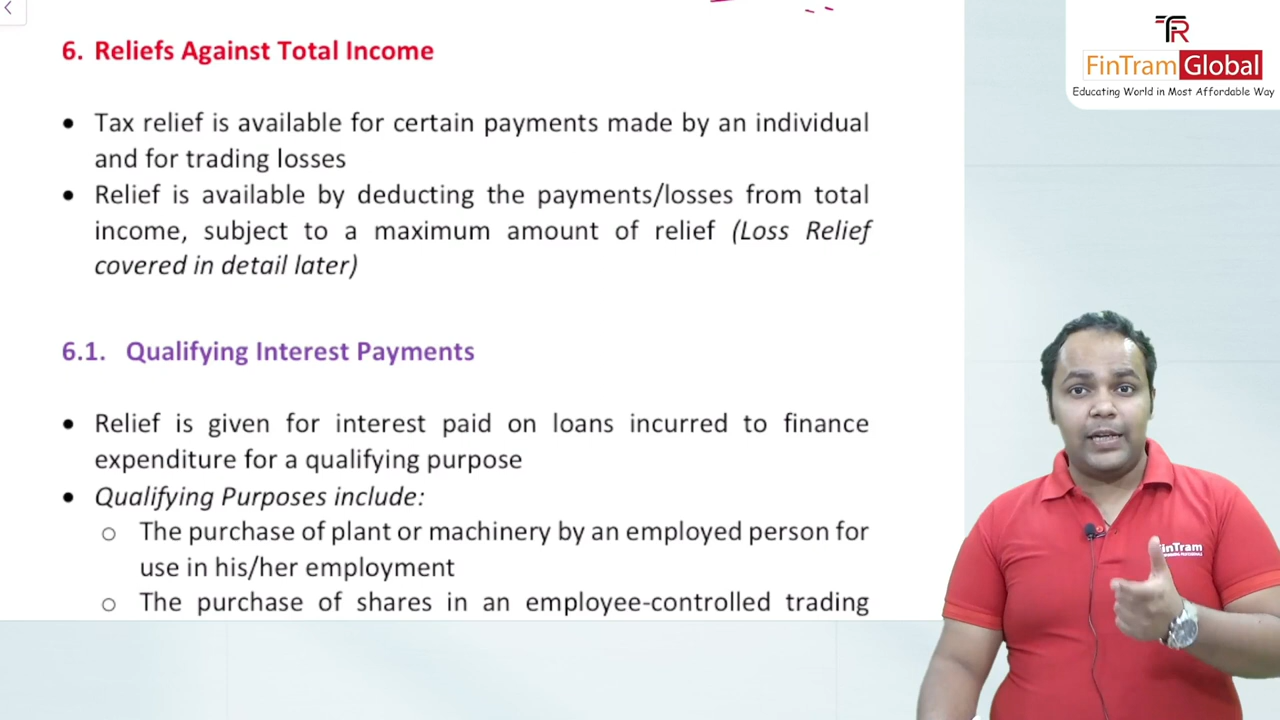 6. Reliefs Against Total Income
• Tax relief is available for certain payments made by an individual
and for trading losses
• Relief is available by deducting the payments/losses from total
income, subject to a maximum amount of relief (Loss Relief
covered in detail later)
6.1. Qualifying Interest Payments
• Relief is given for interest paid on loans incurred to finance
expenditure for a qualifying purpose
• Qualifying Purposes include:
o The purchase of plant or machinery by an employed person for
use in his/her employment
o The purchase of shares in an employee-controlled trading
FinTram Global
Educating World in Most Affordable Way
inTram